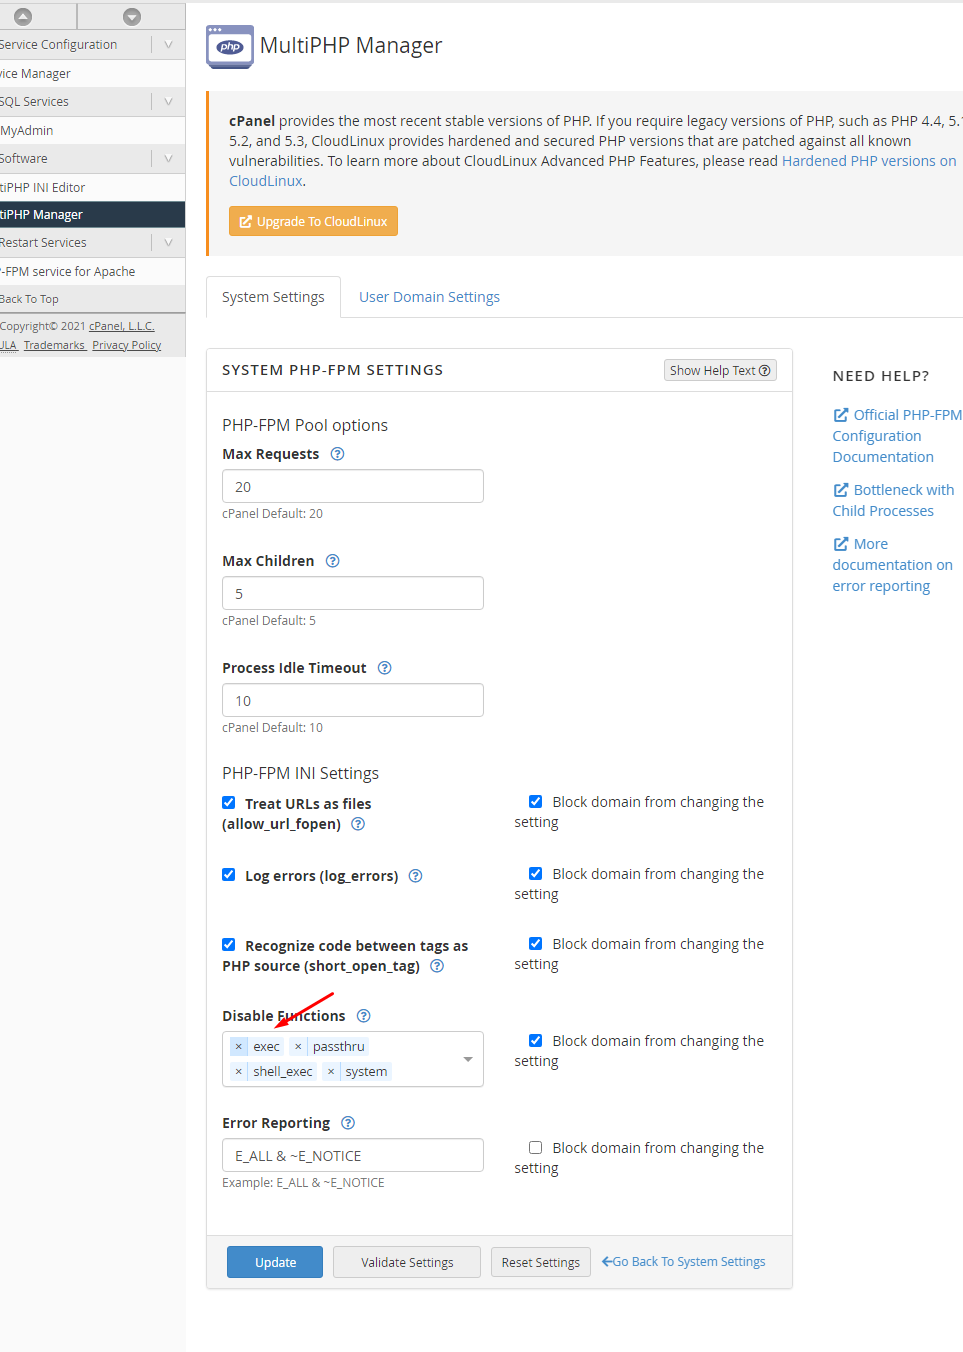 Service Configuration
vice Manager
SQL Services
MyAdmin
Software
tiPHP INI Editor
tiPHP Manager
Restart Services
-FPM service for Apache
Back To Top
Copyright© 2021 cPanel, L.L.C.
ULA Trademarks Privacy Policy
php MultiPHP Manager
cPanel provides the most recent stable versions of PHP. If you require legacy versions of PHP, such as PHP 4.4, 5.
5.2, and 5.3, CloudLinux provides hardened and secured PHP versions that are patched against all known
vulnerabilities. To learn more about CloudLinux Advanced PHP Features, please read Hardened PHP versions on
CloudLinux.
Upgrade To CloudLinux
System Settings User Domain Settings
SYSTEM PHP-FPM SETTINGS Show Help Text
PHP-FPM Pool options
Max Requests
20
cPanel Default: 20
Max Children
5
cPanel Default: 5
Process Idle Timeout
10
cPanel Default: 10
PHP-FPM INI Settings
Treat URLs as files
(allow_url_fopen)
Block domain from changing the
setting
Log errors (log_errors)
Block domain from changing the
setting
Recognize code between tags as
PHP source (short_open_tag)
Block domain from changing the
setting
Disable Functions
× exec × passthru
× shell_exec × system
Block domain from changing the
setting
Error Reporting
E_ALL & ~E_NOTICE
Example: E_ALL & ~E_NOTICE
Block domain from changing the
setting
Update Validate Settings Reset Settings Go Back To System Settings
NEED HELP?
Official PHP-FPM
Configuration
Documentation
Bottleneck with
Child Processes
More
documentation on
error reporting